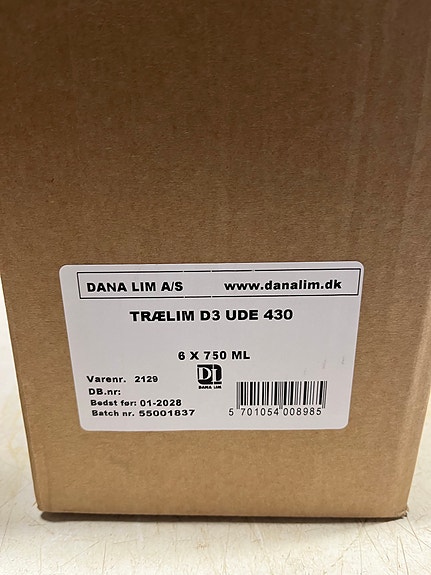 DANA LIM A/S www.danalim.dk
TRÆLIM D3 UDE 430
6 X 750 ML
Varenr. 2129
DB.nr:
Bedst før: 01-2028
Batch nr. 55001837
DANA LIM
5 701054 008985